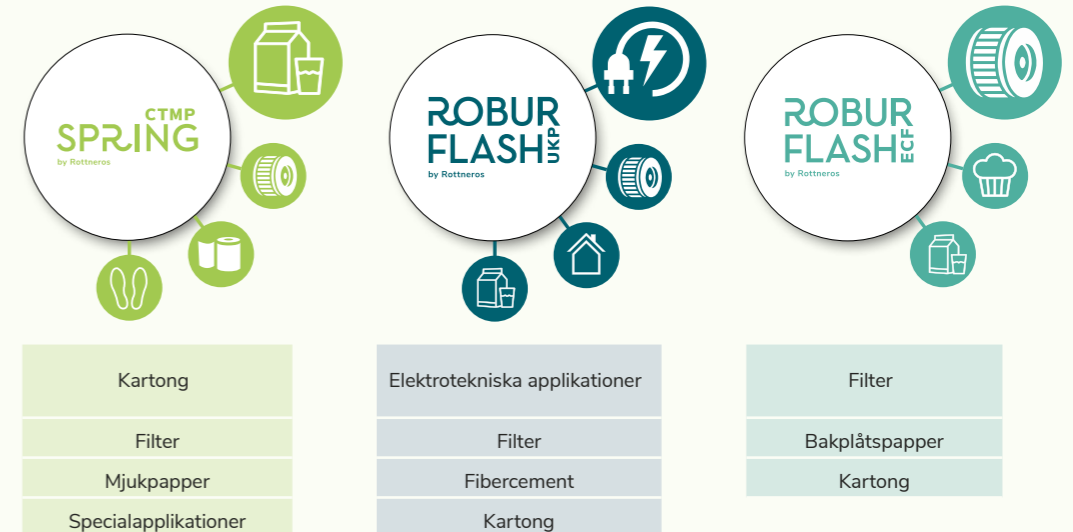 CTMP
SPRING
by Rottneros
ROBUR
FLASH UKP
by Rottneros
ROBUR
FLASH ECF
by Rottneros
Kartong
Filter
Mjukpapper
Specialapplikationer
Elektrotekniska applikationer
Filter
Fibercement
Kartong
Filter
Bakplåtspapper
Kartong